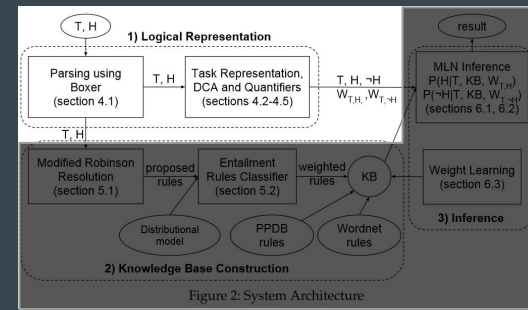 T, H
1) Logical Representation
Parsing using
Boxer
(section 4.1)
T, H
Task Representation,
DCA and Quantifiers
(sections 4.2-4.5)
T, H, ¬H
W_{T,H}, W_{T,¬H}
result
MLN Inference
P(H|T, KB, W_{T,H})
P(¬H|T, KB, W_{T,¬H})
(sections 6.1, 6.2)
T, H
Modified Robinson
Resolution
(section 5.1)
proposed
rules
Entailment
Rules Classifier
(section 5.2)
weighted
rules
KB
Weight Learning
(section 6.3)
3) Inference
Distributional
model
PPDB
rules
Wordnet
rules
2) Knowledge Base Construction
Figure 2: System Architecture